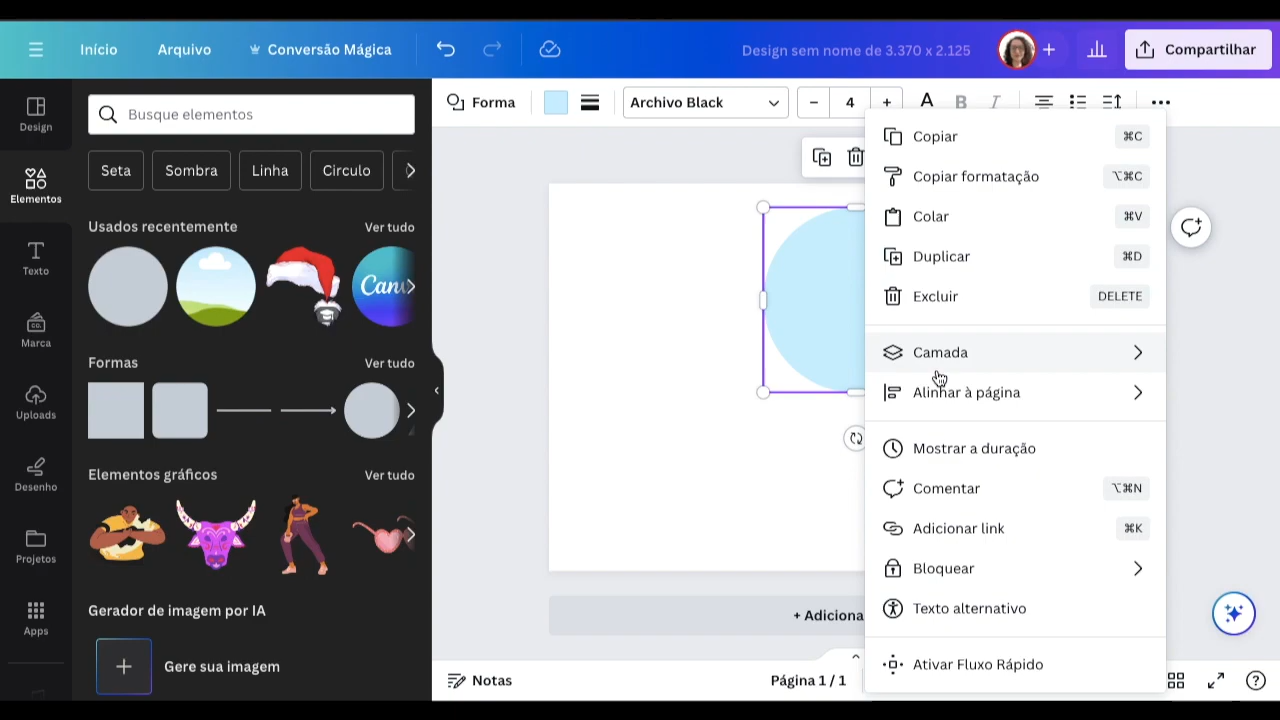 Início
Arquivo
Conversão Mágica
Design sem nome de 3.370 x 2.125
Compartilhar
Design
Elementos
Texto
Marca
CO.
Uploads
Desenho
Projetos
Apps
Busque elementos
Seta
Sombra
Linha
Círculo
Usados recentemente
Ver tudo
Formas
Ver tudo
Elementos gráficos
Ver tudo
Gerador de imagem por IA
Gere sua imagem
Forma
Archivo Black
– 4 +
A B I
Copiar ⌘C
Copiar formatação ⌥⌘C
Colar ⌘V
Duplicar ⌘D
Excluir DELETE
Camada
Alinhar à página
Mostrar a duração
Comentar ⌥⌘N
Adicionar link ⌘K
Bloquear
Texto alternativo
Ativar Fluxo Rápido
+ Adiciona
Notas
Página 1 / 1